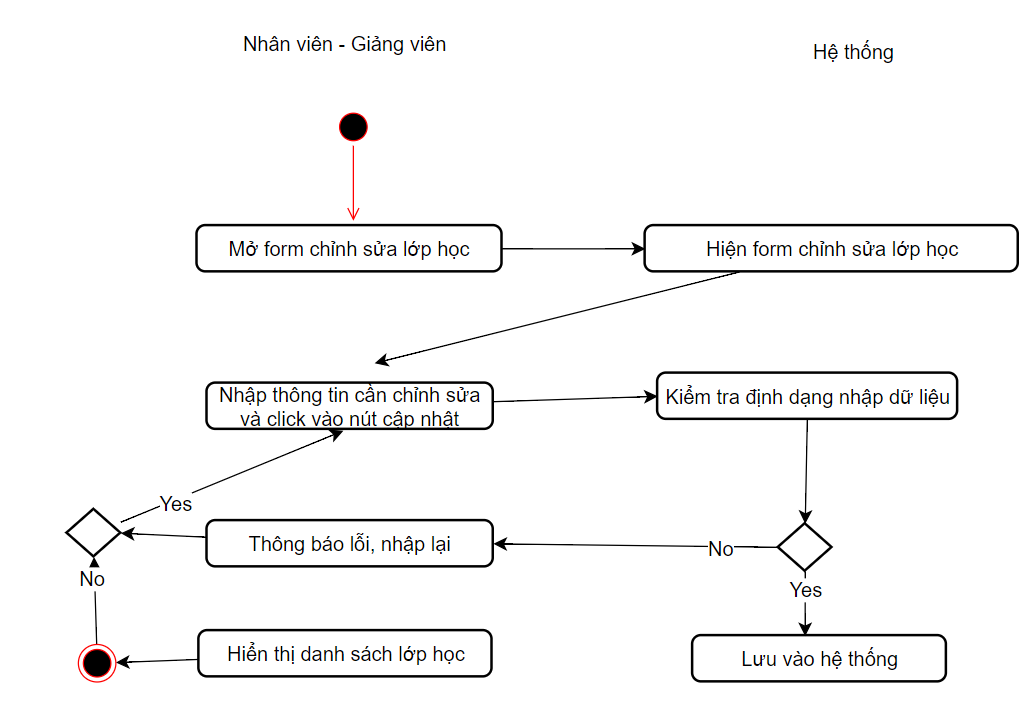 Nhân viên - Giảng viên
Hệ thống
Mở form chỉnh sửa lớp học
Hiện form chỉnh sửa lớp học
Nhập thông tin cần chỉnh sửa
và click vào nút cập nhật
Kiểm tra định dạng nhập dữ liệu
Yes
Thông báo lỗi, nhập lại
No
No
Yes
Hiển thị danh sách lớp học
Lưu vào hệ thống